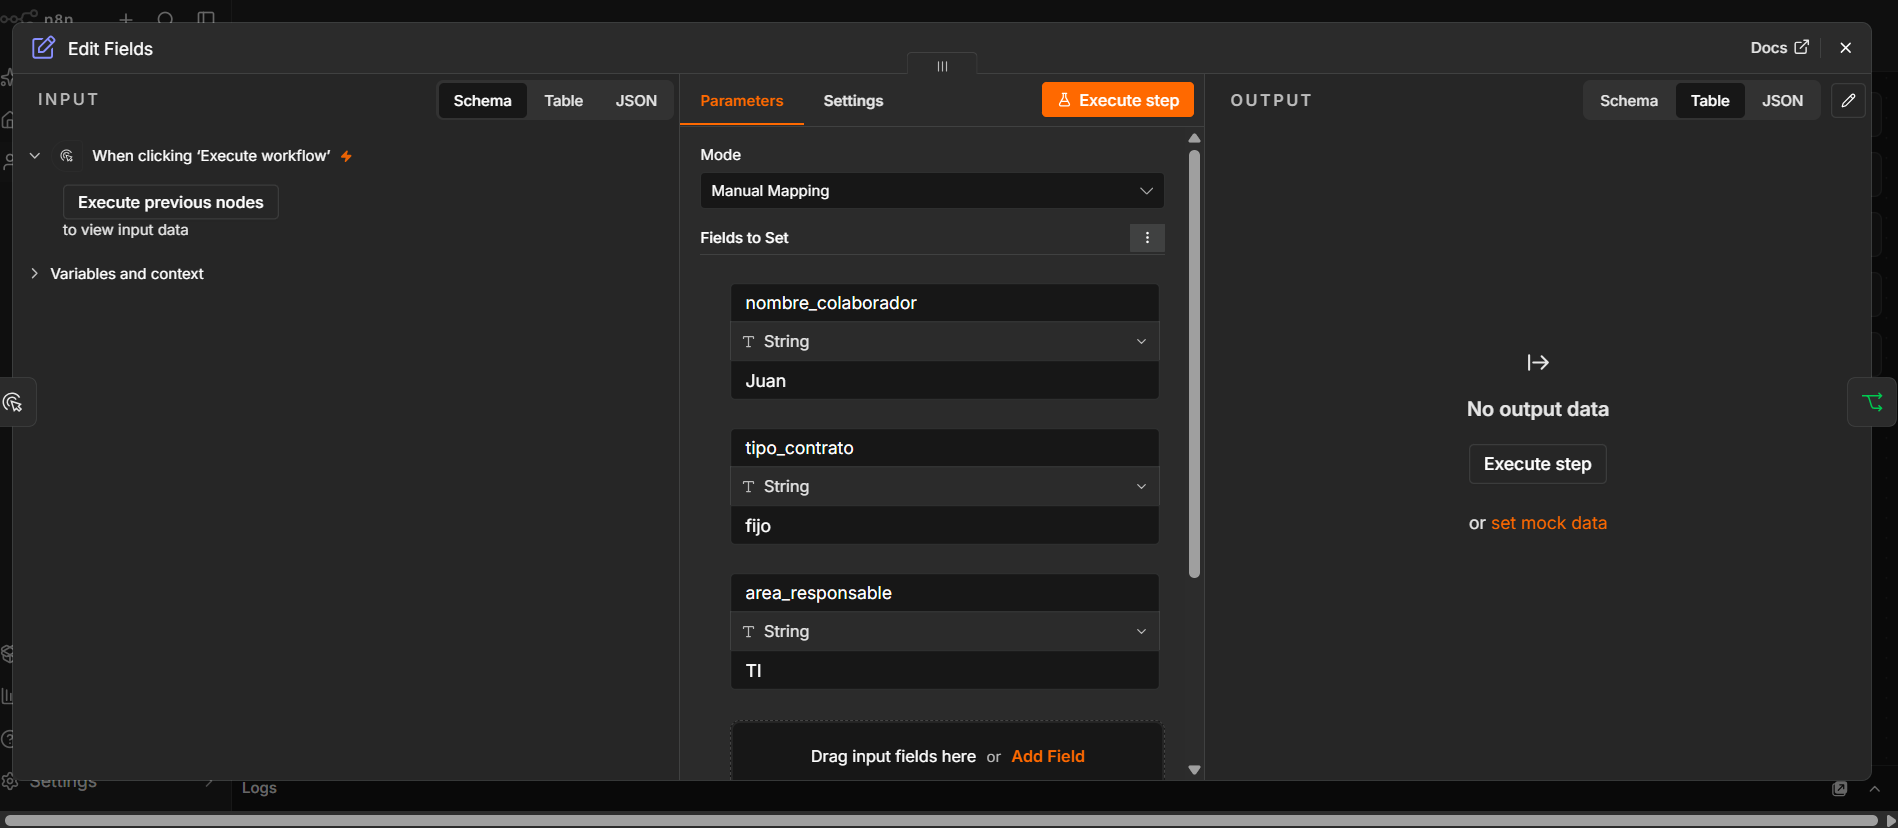 n8n
Edit Fields
Docs
INPUT
Schema
Table
JSON
When clicking ‘Execute workflow’
Execute previous nodes
to view input data
Variables and context
Parameters
Settings
Execute step
Mode
Manual Mapping
Fields to Set
nombre_colaborador
String
Juan
tipo_contrato
String
fijo
area_responsable
String
TI
Drag input fields here or Add Field
OUTPUT
Schema
Table
JSON
No output data
Execute step
or set mock data
Settings
Logs